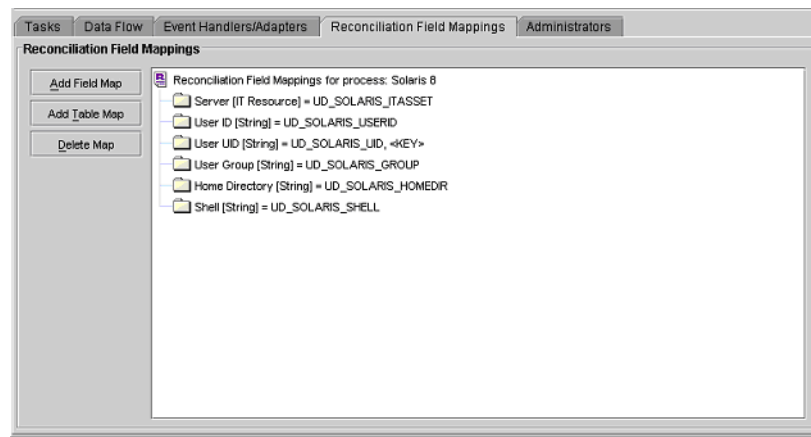 Tasks Data Flow Event Handlers/Adapters Reconciliation Field Mappings Administrators
Reconciliation Field Mappings
Add Field Map
Add Table Map
Delete Map
Reconciliation Field Mappings for process: Solaris 8
Server [IT Resource] = UD_SOLARIS_ITASSET
User ID [String] = UD_SOLARIS_USERID
User UID [String] = UD_SOLARIS_UID, <KEY>
User Group [String] = UD_SOLARIS_GROUP
Home Directory [String] = UD_SOLARIS_HOMEDIR
Shell [String] = UD_SOLARIS_SHELL